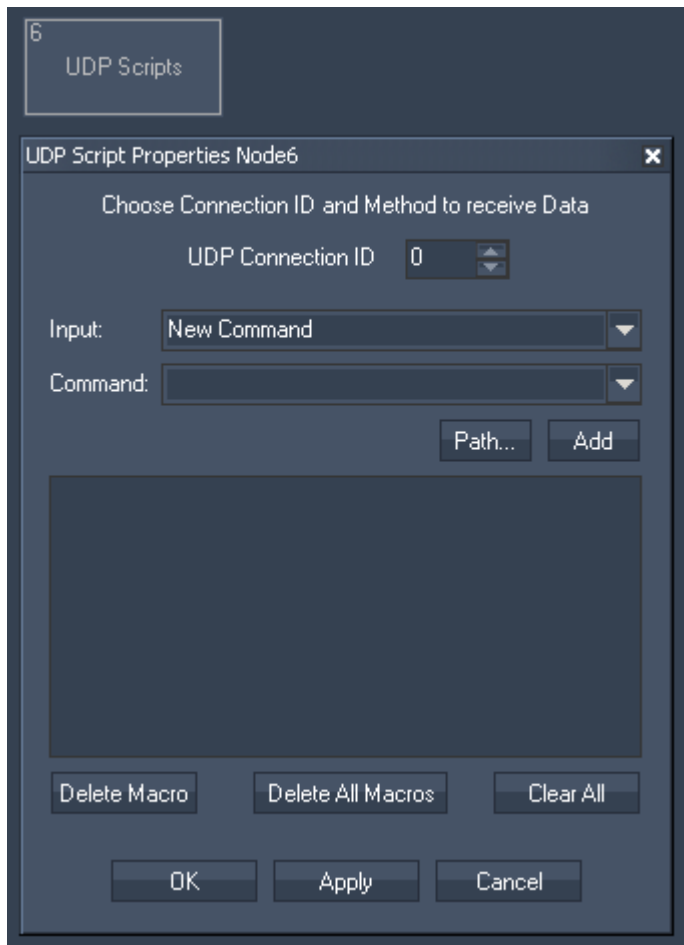 6
UDP Scripts
UDP Script Properties Node6
Choose Connection ID and Method to receive Data
UDP Connection ID 0
Input: New Command
Command:
Path... Add
Delete Macro Delete All Macros Clear All
OK Apply Cancel